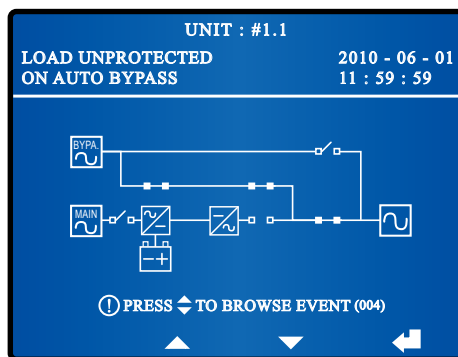 UNIT : #1.1
LOAD UNPROTECTED
2010 - 06 - 01
ON AUTO BYPASS
11 : 59 : 59
BYPA.
MAIN
PRESS TO BROWSE EVENT (004)